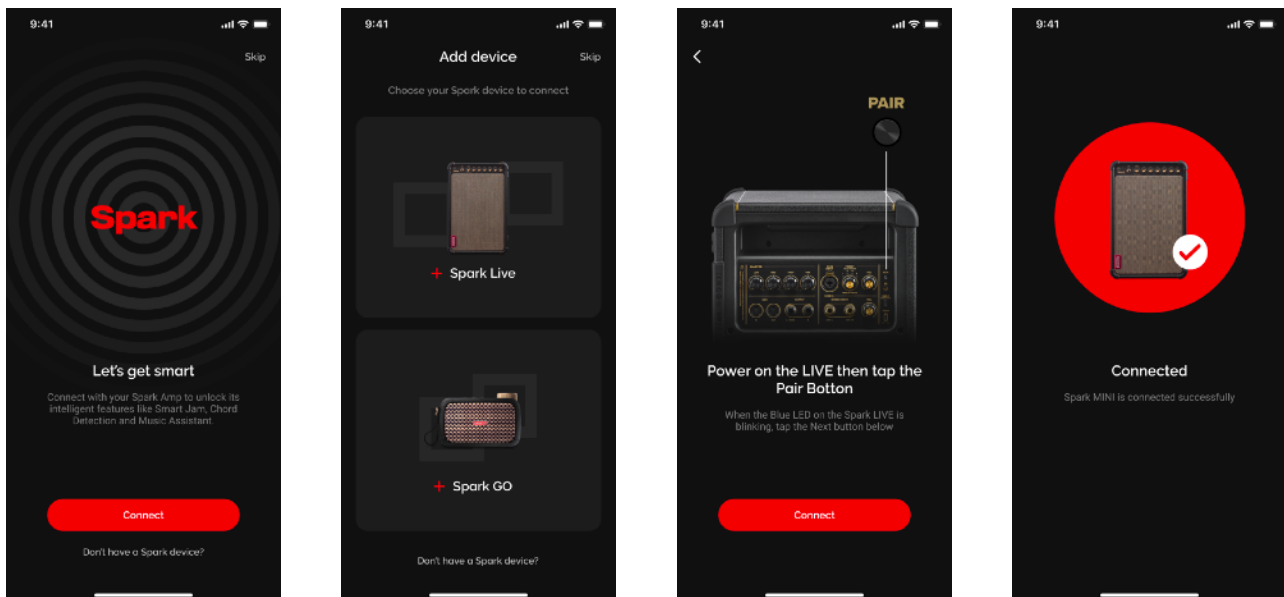 9:41
Skip
Spark
Let's get smart
Connect with your Spark Amp to unlock its
intelligent features like Smart Jam, Chord
Detection and Music Assistant.
Connect
Don't have a Spark device?
9:41
Add device
Skip
Choose your Spark device to connect
+ Spark Live
+ Spark GO
Don't have a Spark device?
9:41
PAIR
Power on the LIVE then tap the
Pair Botton
When the Blue LED on the Spark LIVE is
blinking, tap the Next button below
Connect
9:41
Connected
Spark MINI is connected successfully